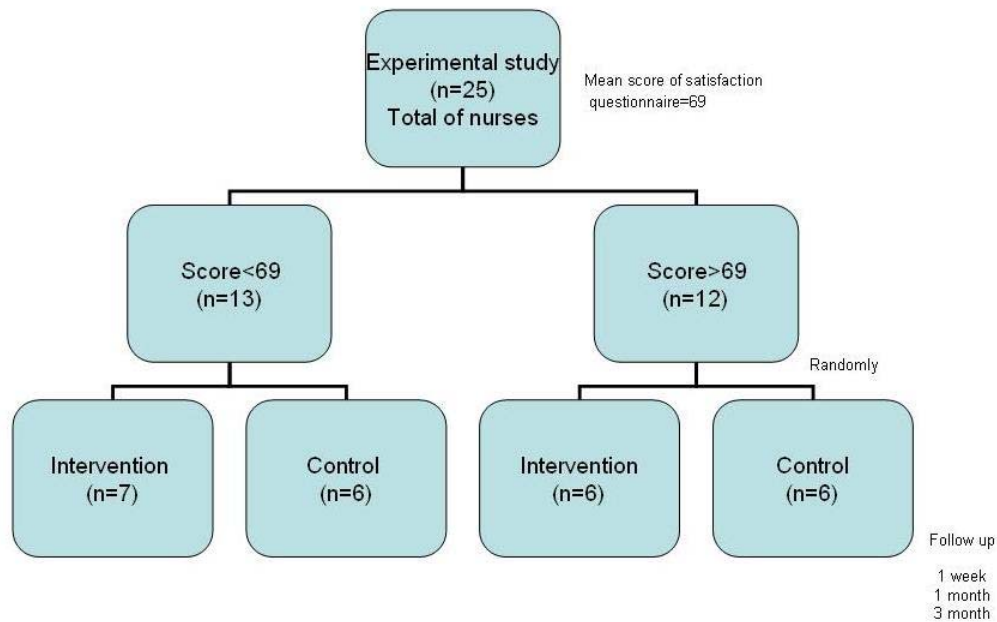 Experimental study
(n=25)
Total of nurses
Mean score of satisfaction
questionnaire=69
Score<69
(n=13)
Score>69
(n=12)
Randomly
Intervention
(n=7)
Control
(n=6)
Intervention
(n=6)
Control
(n=6)
Follow up
1 week
1 month
3 month